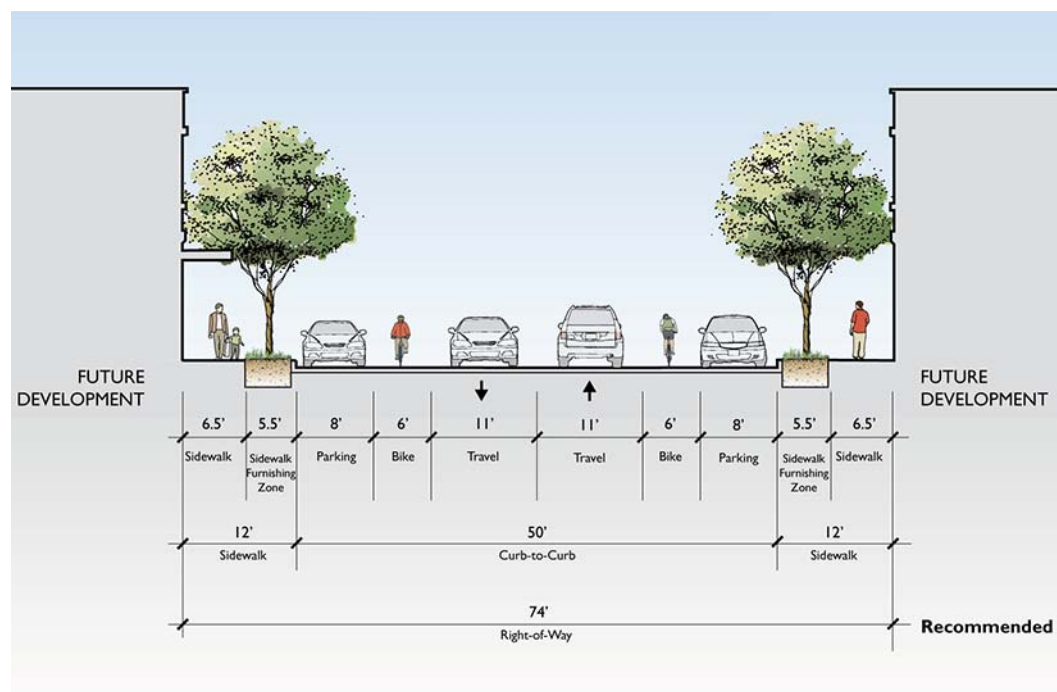 FUTURE
DEVELOPMENT
FUTURE
DEVELOPMENT
6.5' 5.5' 8' 6' 11' 11' 6' 8' 5.5' 6.5'
Sidewalk Sidewalk Furnishing Zone Parking Bike Travel Travel Bike Parking Sidewalk Furnishing Zone Sidewalk
12' 50' 12'
Sidewalk Curb-to-Curb Sidewalk
74'
Right-of-Way
Recommended